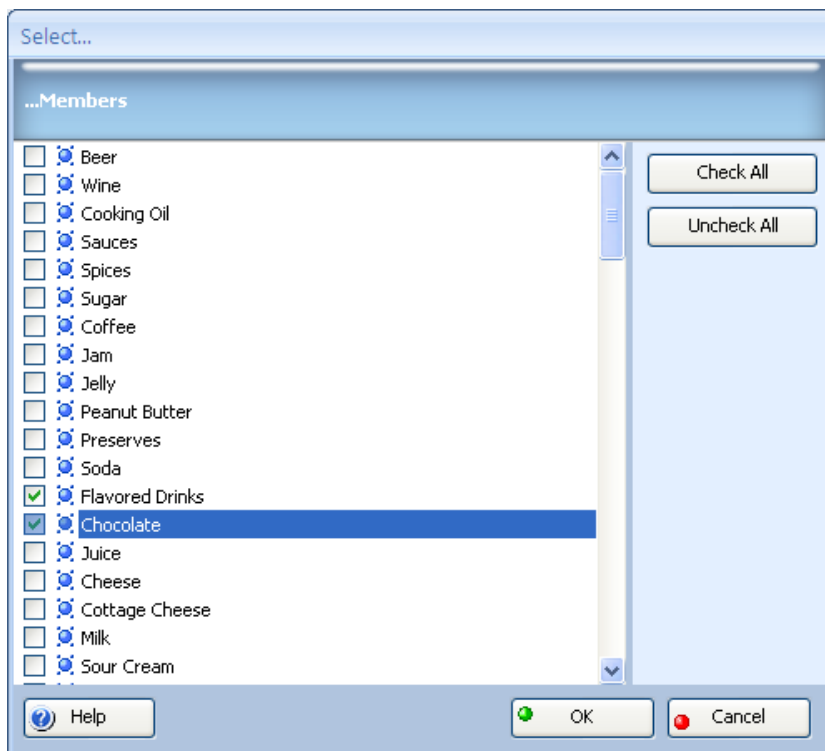 Select...
...Members
Beer
Wine
Cooking Oil
Sauces
Spices
Sugar
Coffee
Jam
Jelly
Peanut Butter
Preserves
Soda
Flavored Drinks
Chocolate
Juice
Cheese
Cottage Cheese
Milk
Sour Cream
Check All
Uncheck All
Help
OK
Cancel